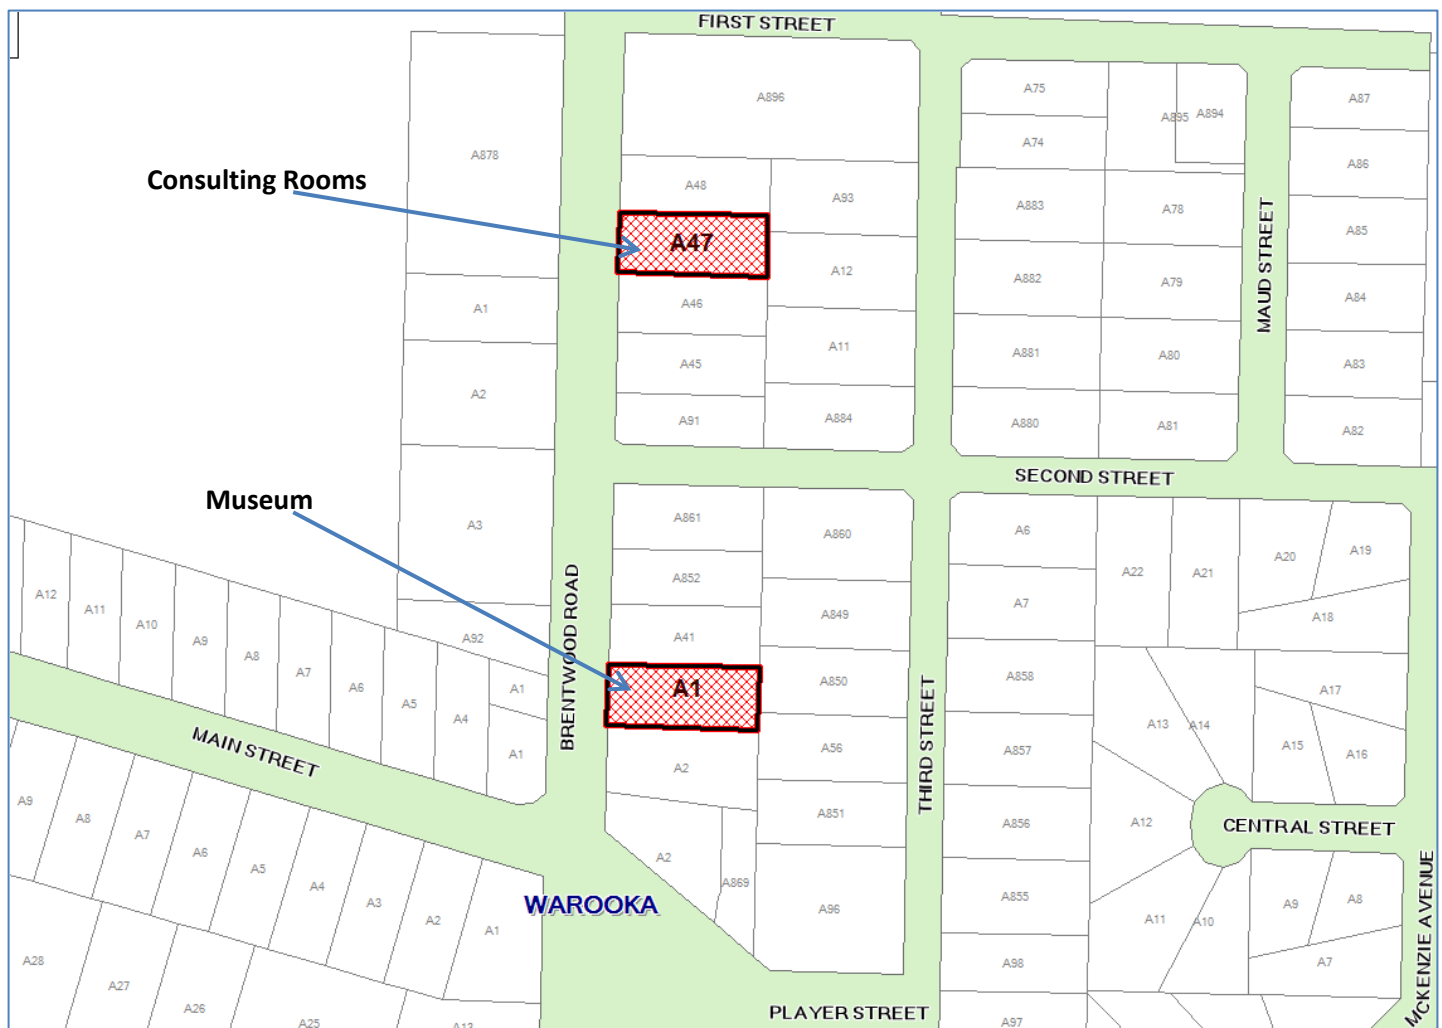 FIRST STREET
A896
A75
A87
A895
A894
A74
A878
A86
Consulting Rooms
A48
A93
A883
A78
A85
A47
A12
A882
A79
A84
MAUD STREET
A1
A46
A11
A881
A80
A83
A45
A2
A91
A884
A880
A81
A82
SECOND STREET
Museum
A3
A861
A860
A6
A22
A21
A20
A19
A852
A7
A18
A12
A11
A10
A9
A8
A7
A6
A5
A4
A92
A1
A1
BRENTWOOD ROAD
A41
A849
A1
A850
A858
A17
A13
A14
A15
A16
A2
A56
A857
THIRD STREET
MAIN STREET
A851
A856
A12
CENTRAL STREET
A9
A8
A7
A6
A5
A4
A3
A2
A1
A2
A869
A96
A855
A11
A10
A9
A8
A7
MCKENZIE AVENUE
WAROOKA
A28
A27
A26
A25
A13
A98
PLAYER STREET
A97